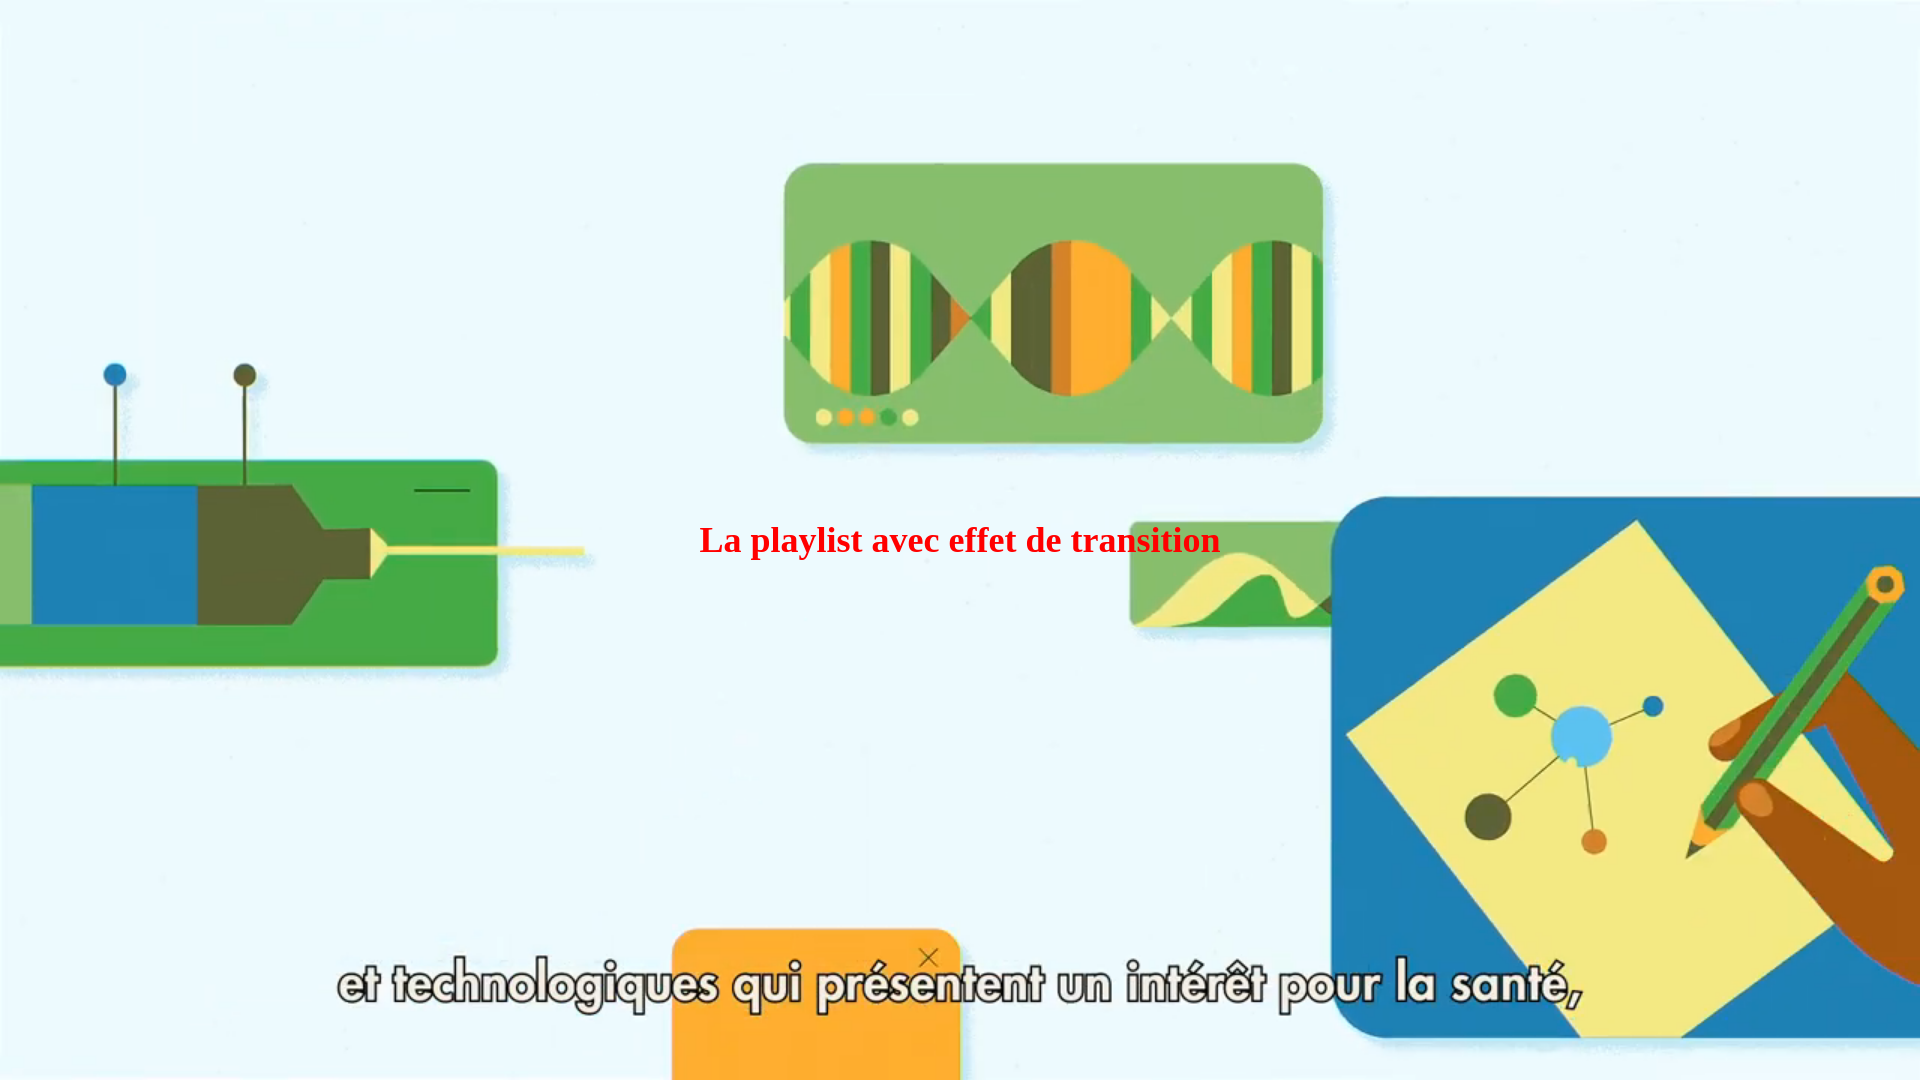 La playlist avec effet de transition
et technologiques qui présentent un intérêt pour la santé,